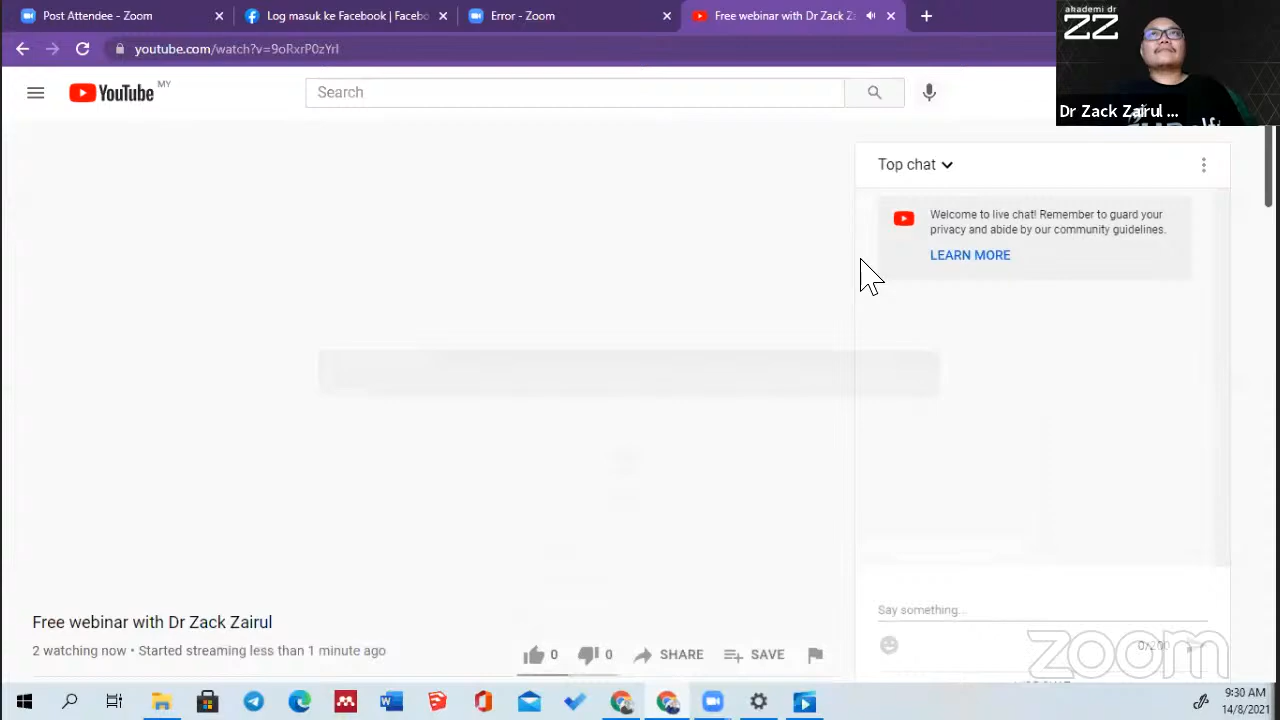 Post Attendee - Zoom
Log masuk ke Facebook | Facebo
Error - Zoom
Free webinar with Dr Zack Za
akademi dr
ZZ
youtube.com/watch?v=9oRxrP0zYrI
YouTube MY
Search
Dr Zack Zairul ...
Top chat
Welcome to live chat! Remember to guard your
privacy and abide by our community guidelines.
LEARN MORE
Say something...
0/200
Free webinar with Dr Zack Zairul
2 watching now • Started streaming less than 1 minute ago
0
0
SHARE
SAVE
zoom
9:30 AM
14/8/2021